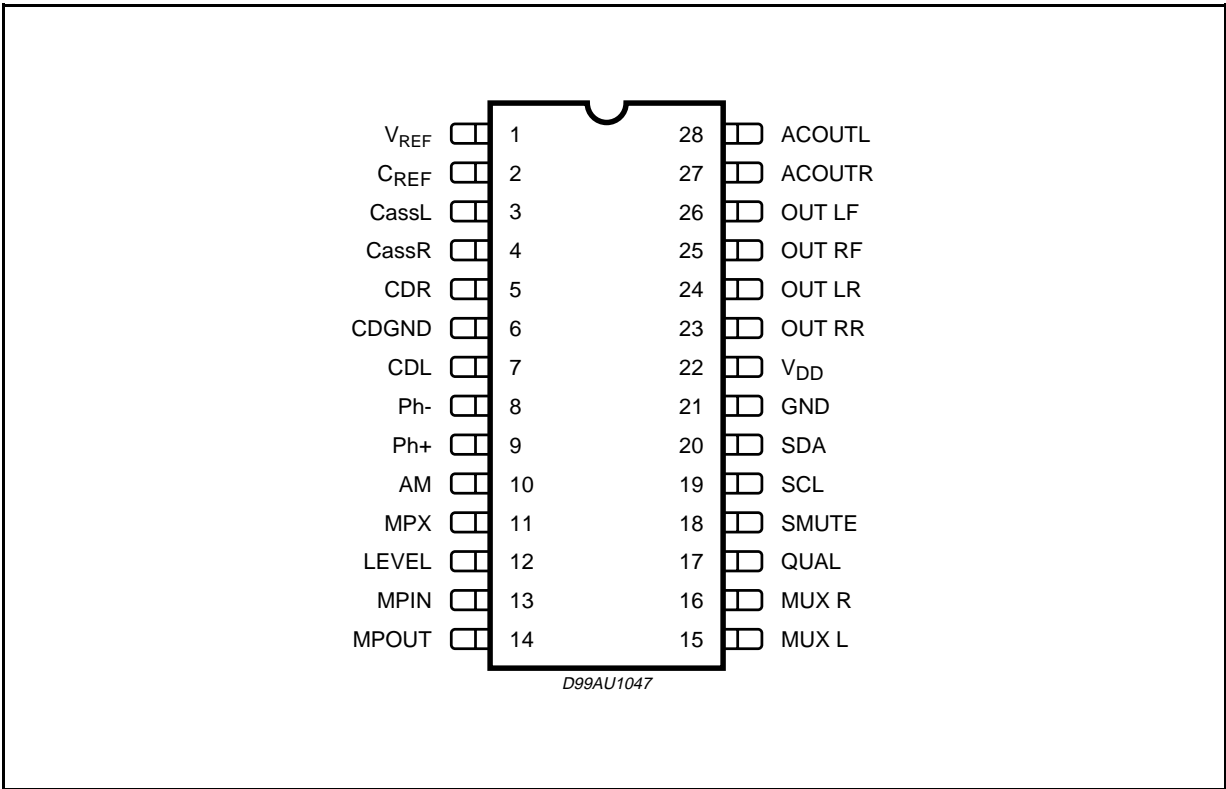 VREF 1 28 ACOUTL
CREF 2 27 ACOUTR
CassL 3 26 OUT LF
CassR 4 25 OUT RF
CDR 5 24 OUT LR
CDGND 6 23 OUT RR
CDL 7 22 VDD
Ph- 8 21 GND
Ph+ 9 20 SDA
AM 10 19 SCL
MPX 11 18 SMUTE
LEVEL 12 17 QUAL
MPIN 13 16 MUX R
MPOUT 14 15 MUX L
D99AU1047